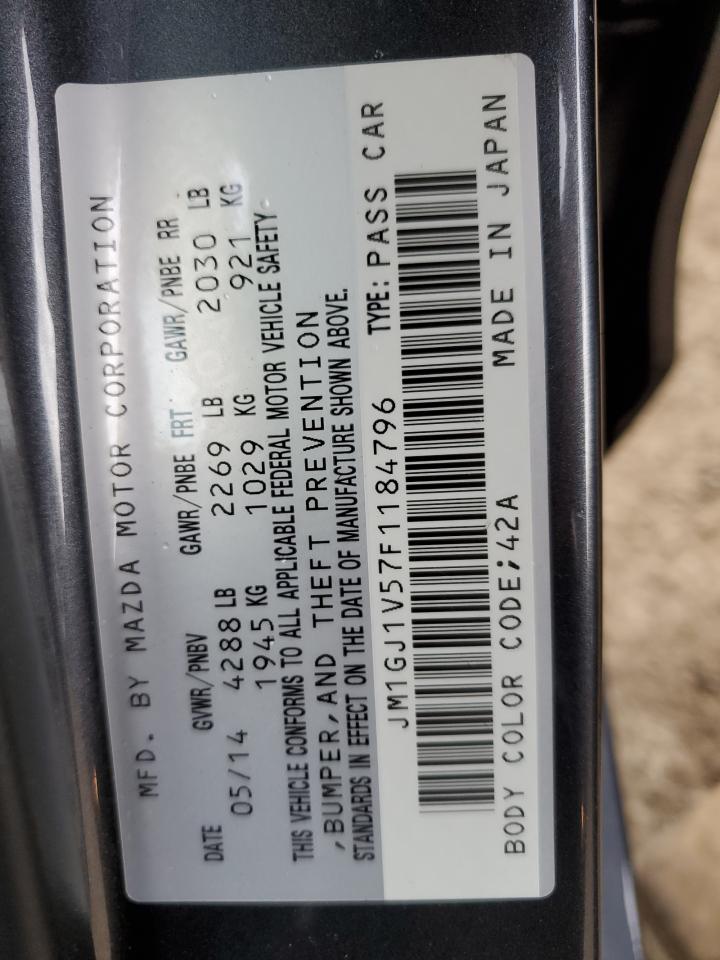 MFD. BY MAZDA MOTOR CORPORATION
DATE GVWR/PNBV GAWR/PNBE FRT GAWR/PNBE RR
05/14 4288 LB 2269 LB 2030 LB
1945 KG 1029 KG 921 KG
THIS VEHICLE CONFORMS TO ALL APPLICABLE FEDERAL MOTOR VEHICLE SAFETY
,BUMPER,AND THEFT PREVENTION
STANDARDS IN EFFECT ON THE DATE OF MANUFACTURE SHOWN ABOVE.
JM1GJ1V57F1184796 TYPE: PASS CAR
BODY COLOR CODE;42A MADE IN JAPAN